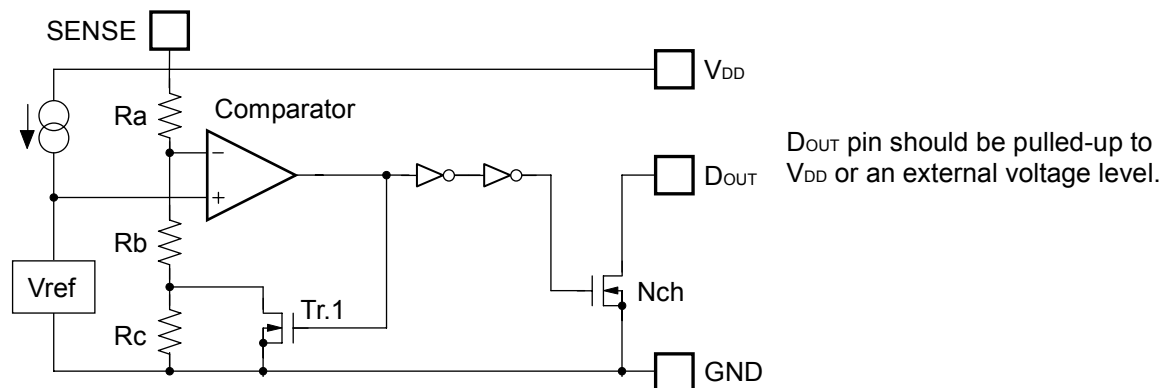 SENSE
VDD
Ra
Comparator
−
+
DOUT pin should be pulled-up to
VDD or an external voltage level.
DOUT
Rb
Vref
Nch
Tr.1
Rc
GND